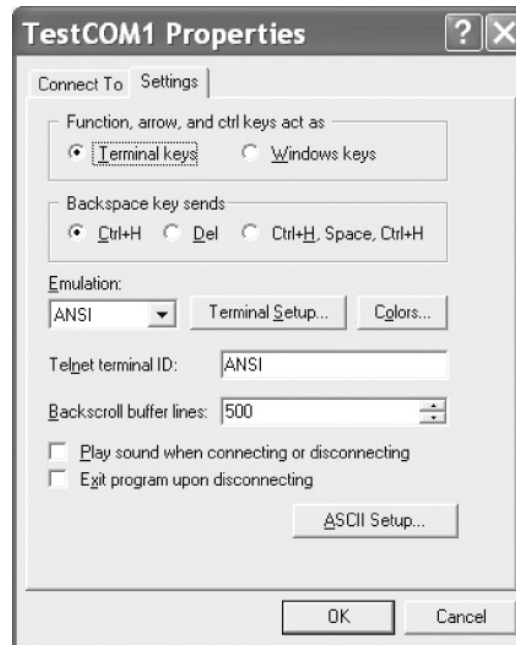 TestCOM1 Properties ? X
Connect To Settings
Function, arrow, and ctrl keys act as
Terminal keys Windows keys
Backspace key sends
Ctrl+H Del Ctrl+H, Space, Ctrl+H
Emulation:
ANSI Terminal Setup... Colors...
Telnet terminal ID: ANSI
Backscroll buffer lines: 500
Play sound when connecting or disconnecting
Exit program upon disconnecting
ASCII Setup...
OK Cancel